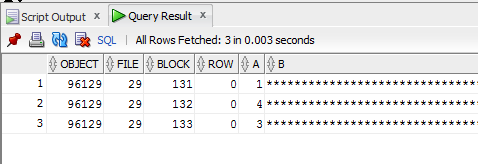 Script Output x Query Result x
SQL | All Rows Fetched: 3 in 0.003 seconds
OBJECT FILE BLOCK ROW A B
1 96129 29 131 0 1 *********************************
2 96129 29 132 0 4 *********************************
3 96129 29 133 0 3 *********************************